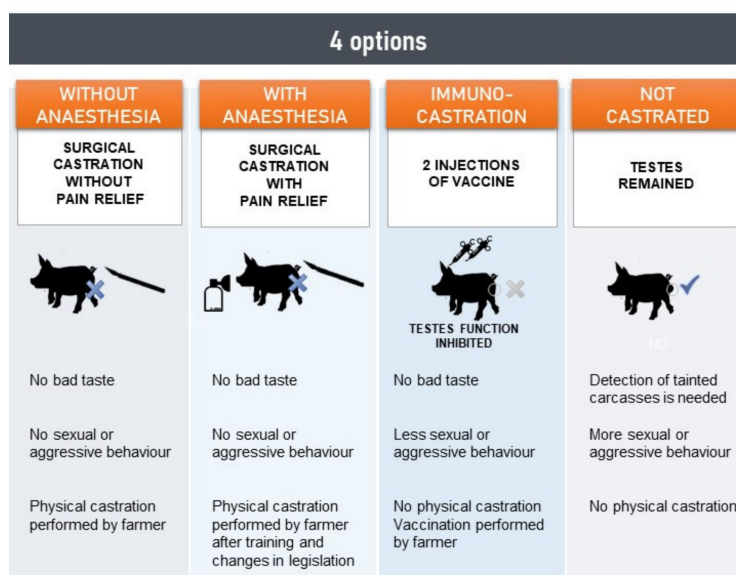 4 options
WITHOUT
ANAESTHESIA
SURGICAL
CASTRATION
WITHOUT
PAIN RELIEF
No bad taste
No sexual or
aggressive behaviour
Physical castration
performed by farmer
WITH
ANAESTHESIA
SURGICAL
CASTRATION
WITH
PAIN RELIEF
No bad taste
No sexual or
aggressive behaviour
Physical castration
performed by farmer
after training and
changes in legislation
IMMUNO-
CASTRATION
2 INJECTIONS
OF VACCINE
TESTES FUNCTION
INHIBITED
No bad taste
Less sexual or
aggressive behaviour
No physical castration
Vaccination performed
by farmer
NOT
CASTRATED
TESTES
REMAINED
NO
Detection of tainted
carcasses is needed
More sexual or
aggressive behaviour
No physical castration